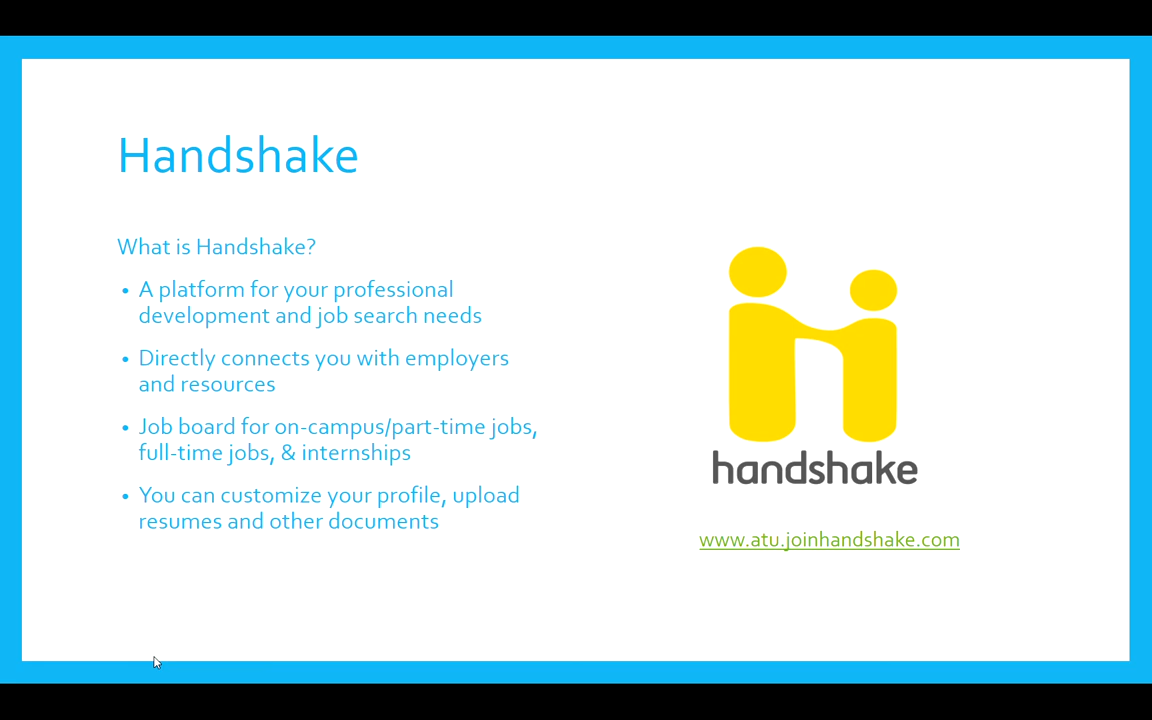 Handshake
What is Handshake?
• A platform for your professional
development and job search needs
• Directly connects you with employers
and resources
• Job board for on-campus/part-time jobs,
full-time jobs, & internships
• You can customize your profile, upload
resumes and other documents
handshake
www.atu.joinhandshake.com